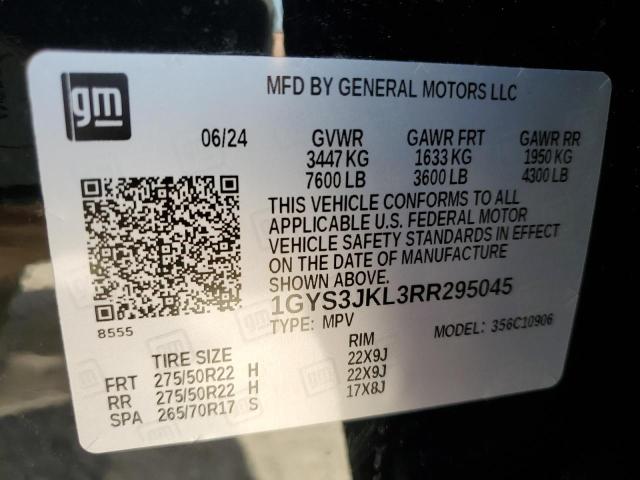 gm
MFD BY GENERAL MOTORS LLC
06/24 GVWR GAWR FRT GAWR RR
3447 KG 1633 KG 1950 KG
7600 LB 3600 LB 4300 LB
THIS VEHICLE CONFORMS TO ALL
APPLICABLE U.S. FEDERAL MOTOR
VEHICLE SAFETY STANDARDS IN EFFECT
ON THE DATE OF MANUFACTURE
SHOWN ABOVE.
1GYS3JKL3RR295045
8555
TYPE: MPV MODEL: 356C10906
TIRE SIZE RIM
FRT 275/50R22 H 22X9J
RR 275/50R22 H 22X9J
SPA 265/70R17 S 17X8J